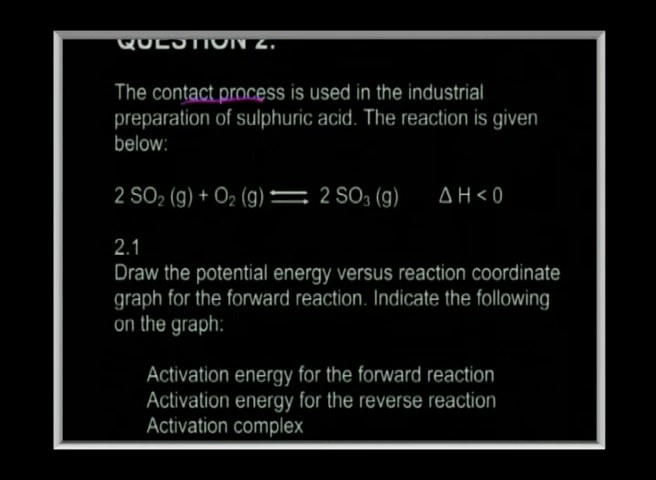 QUESTION 2.
The contact process is used in the industrial
preparation of sulphuric acid. The reaction is given
below:
2 SO₂ (g) + O₂ (g) ⇌ 2 SO₃ (g) Δ H < 0
2.1
Draw the potential energy versus reaction coordinate
graph for the forward reaction. Indicate the following
on the graph:
Activation energy for the forward reaction
Activation energy for the reverse reaction
Activation complex